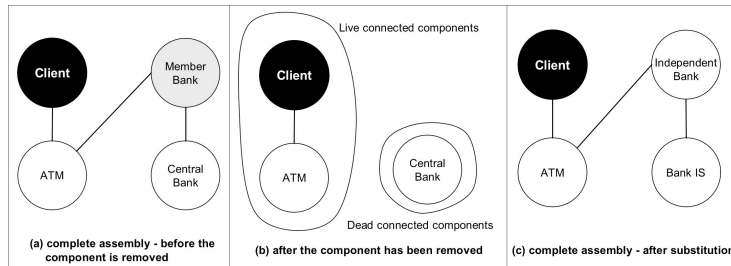 Client
Member
Bank
ATM
Central
Bank
(a) complete assembly - before the
component is removed
Live connected components
Client
ATM
Central
Bank
Dead connected components
(b) after the component has been removed
Client
Independent
Bank
ATM
Bank IS
(c) complete assembly - after substitution